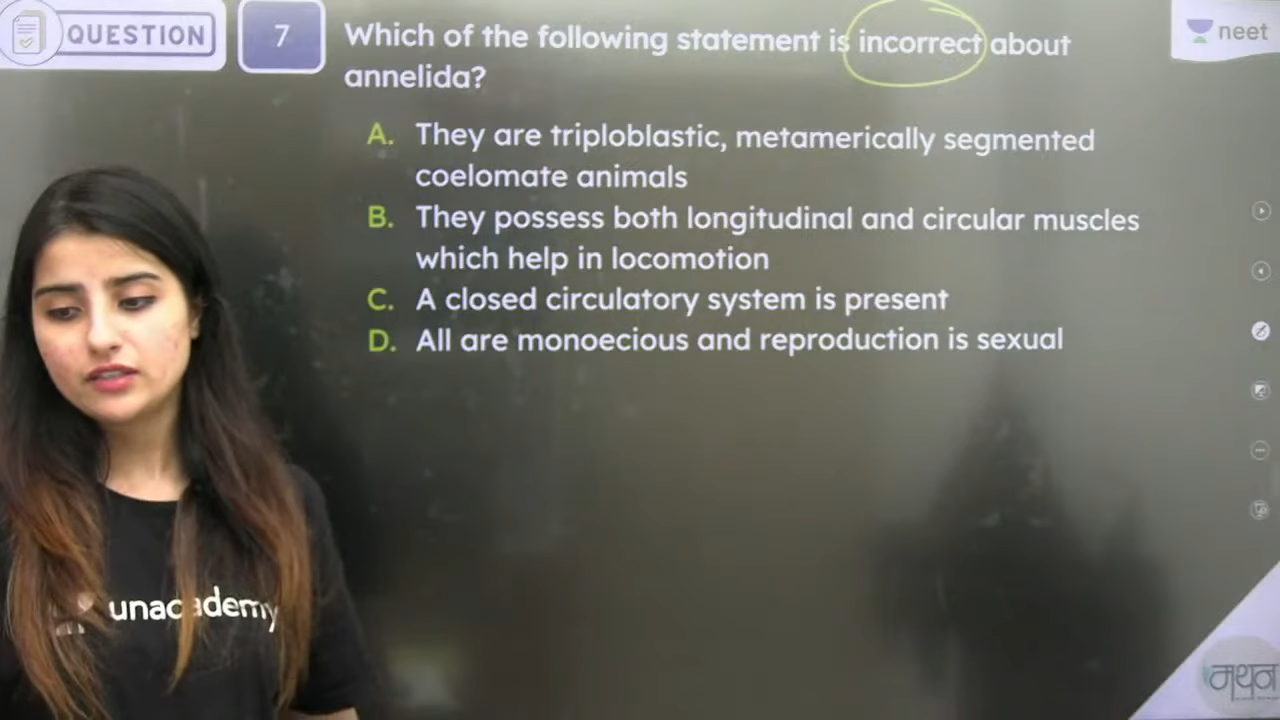 QUESTION
7
Which of the following statement is incorrect about
annelida?
neet
A. They are triploblastic, metamerically segmented
coelomate animals
B. They possess both longitudinal and circular muscles
which help in locomotion
C. A closed circulatory system is present
D. All are monoecious and reproduction is sexual
unacademy
मंथन